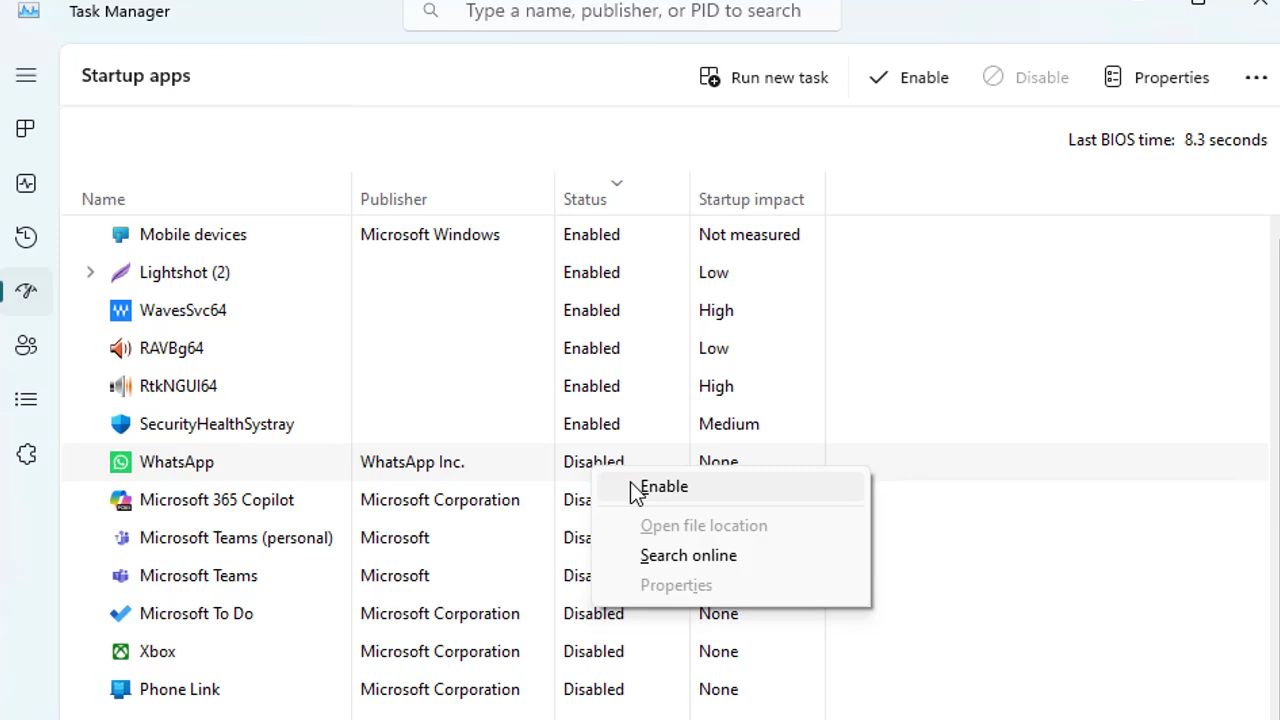 Task Manager
Type a name, publisher, or PID to search
Startup apps
Run new task
Enable
Disable
Properties
Last BIOS time: 8.3 seconds
Name Publisher Status Startup impact
Mobile devices Microsoft Windows Enabled Not measured
Lightshot (2) Enabled Low
WavesSvc64 Enabled High
RAVBg64 Enabled Low
RtkNGUI64 Enabled High
SecurityHealthSystray Enabled Medium
WhatsApp WhatsApp Inc. Disabled None
Enable
Microsoft 365 Copilot Microsoft Corporation
Open file location
Microsoft Teams (personal) Microsoft
Search online
Microsoft Teams Microsoft
Properties
Microsoft To Do Microsoft Corporation Disabled None
Xbox Microsoft Corporation Disabled None
Phone Link Microsoft Corporation Disabled None